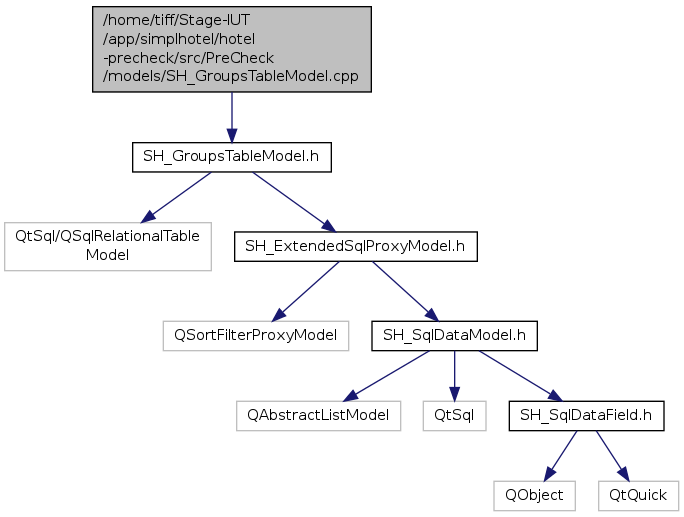 /home/tiff/Stage-IUT
/app/simplhotel/hotel
-precheck/src/PreCheck
/models/SH_GroupsTableModel.cpp
SH_GroupsTableModel.h
QtSql/QSqlRelationalTable
Model
SH_ExtendedSqlProxyModel.h
QSortFilterProxyModel
SH_SqlDataModel.h
QAbstractListModel
QtSql
SH_SqlDataField.h
QObject
QtQuick